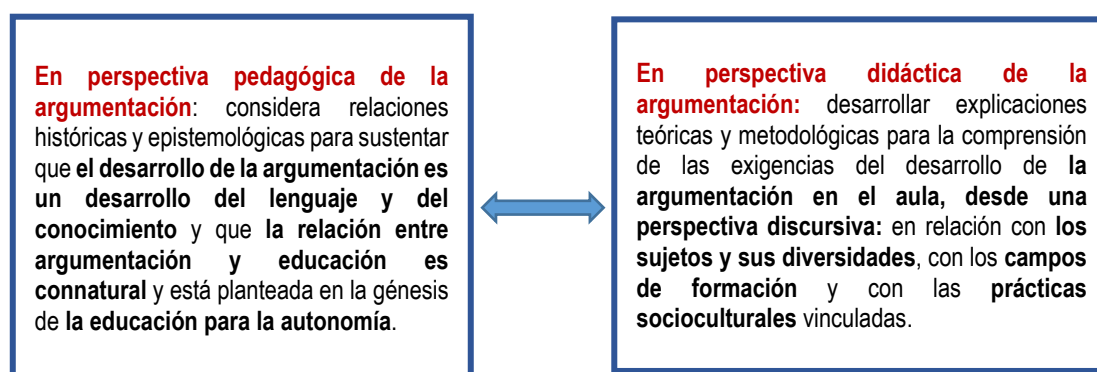 En perspectiva pedagógica de la
argumentación: considera relaciones
históricas y epistemológicas para sustentar
que el desarrollo de la argumentación es
un desarrollo del lenguaje y del
conocimiento y que la relación entre
argumentación y educación es
connatural y está planteada en la génesis
de la educación para la autonomía.
En perspectiva didáctica de la
argumentación: desarrollar explicaciones
teóricas y metodológicas para la comprensión
de las exigencias del desarrollo de la
argumentación en el aula, desde una
perspectiva discursiva: en relación con los
sujetos y sus diversidades, con los campos
de formación y con las prácticas
socioculturales vinculadas.